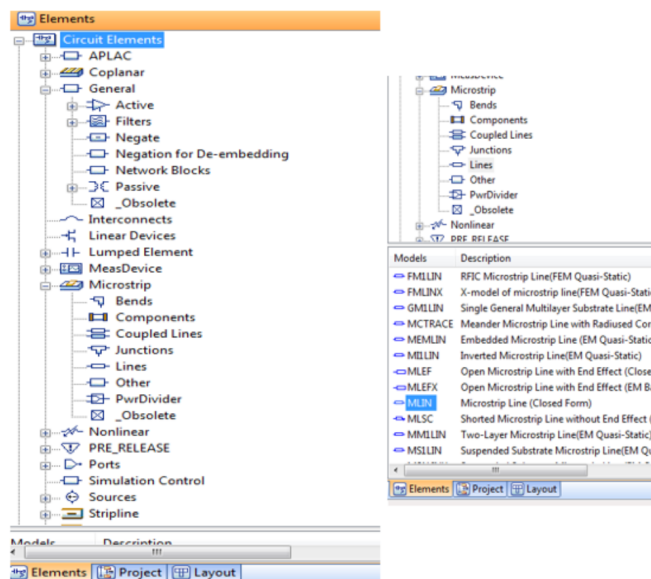 Elements
Circuit Elements
APLAC
Coplanar
General
Active
Filters
Negate
Negation for De-embedding
Network Blocks
Passive
_Obsolete
Interconnects
Linear Devices
Lumped Element
MeasDevice
Microstrip
Bends
Components
Coupled Lines
Junctions
Lines
Other
PwrDivider
_Obsolete
Nonlinear
PRE_RELEASE
Ports
Simulation Control
Sources
Stripline
Models Description
Elements Project Layout
MeasDevice
Microstrip
Bends
Components
Coupled Lines
Junctions
Lines
Other
PwrDivider
_Obsolete
Nonlinear
PRE_RELEASE
Models Description
FM1LIN RFIC Microstrip Line(FEM Quasi-Static)
FMLINX X-model of microstrip line(FEM Quasi-Stati
GM1LIN Single General Multilayer Substrate Line(EM
MCTRACE Meander Microstrip Line with Radiused Cor
MEMLIN Embedded Microstrip Line (EM Quasi-Static
MI1LIN Inverted Microstrip Line(EM Quasi-Static)
MLEF Open Microstrip Line with End Effect (Close
MLEFX Open Microstrip Line with End Effect (EM B
MLIN Microstrip Line (Closed Form)
MLSC Shorted Microstrip Line without End Effect (
MM1LIN Two-Layer Microstrip Line(EM Quasi-Static)
MS1LIN Suspended Substrate Microstrip Line(EM Qu
Elements Project Layout